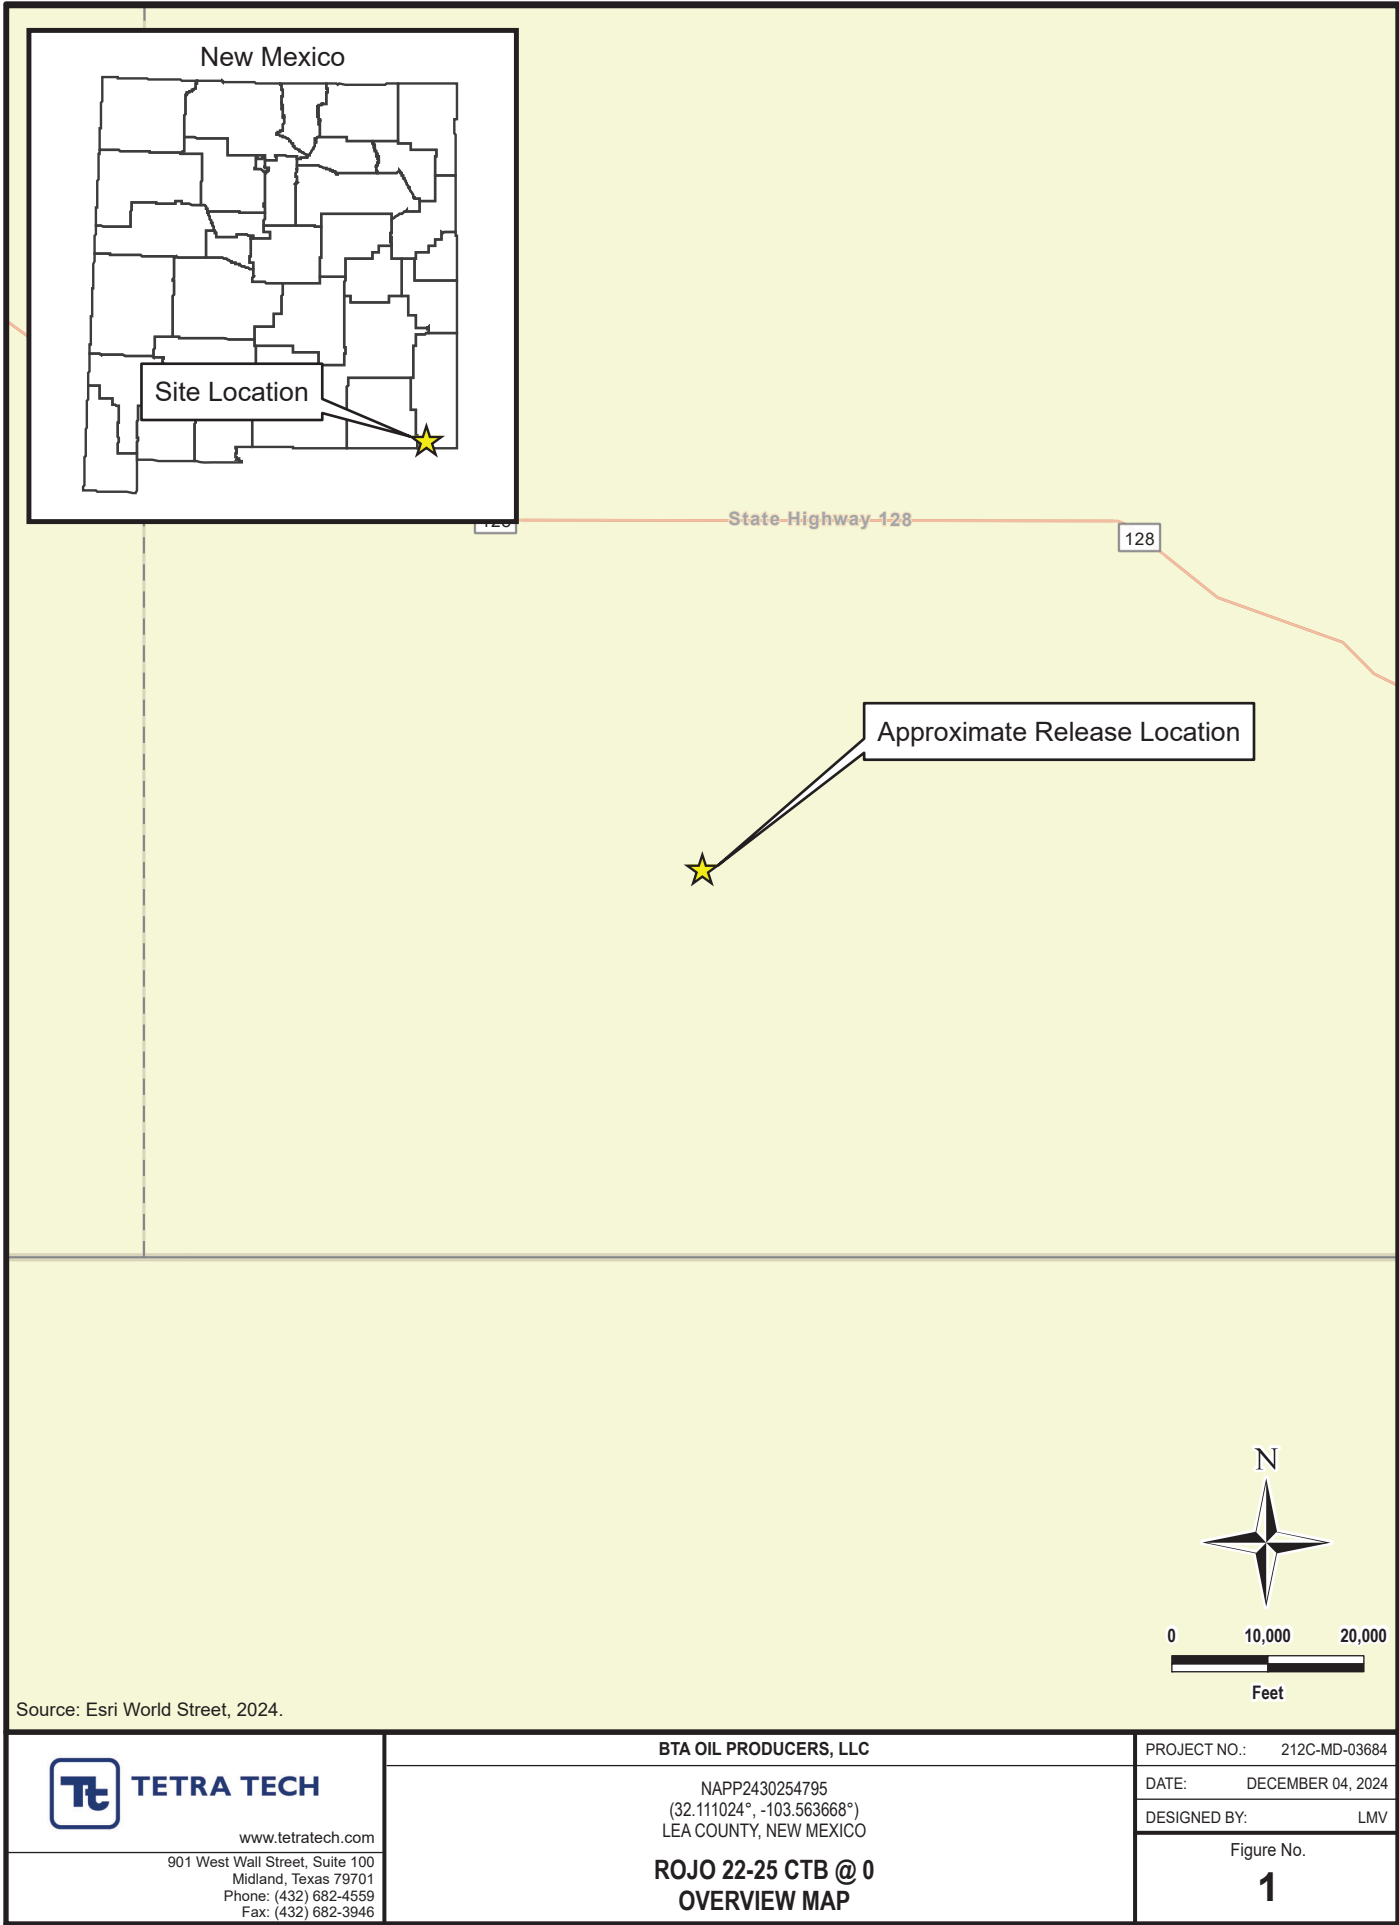 New Mexico
Site Location
State Highway 128
128
Approximate Release Location
N
0 10,000 20,000
Feet
Source: Esri World Street, 2024.
Tt TETRA TECH
www.tetratech.com
901 West Wall Street, Suite 100
Midland, Texas 79701
Phone: (432) 682-4559
Fax: (432) 682-3946
BTA OIL PRODUCERS, LLC
NAPP2430254795
(32.111024°, -103.563668°)
LEA COUNTY, NEW MEXICO
ROJO 22-25 CTB @ 0
OVERVIEW MAP
PROJECT NO.: 212C-MD-03684
DATE: DECEMBER 04, 2024
DESIGNED BY: LMV
Figure No.
1